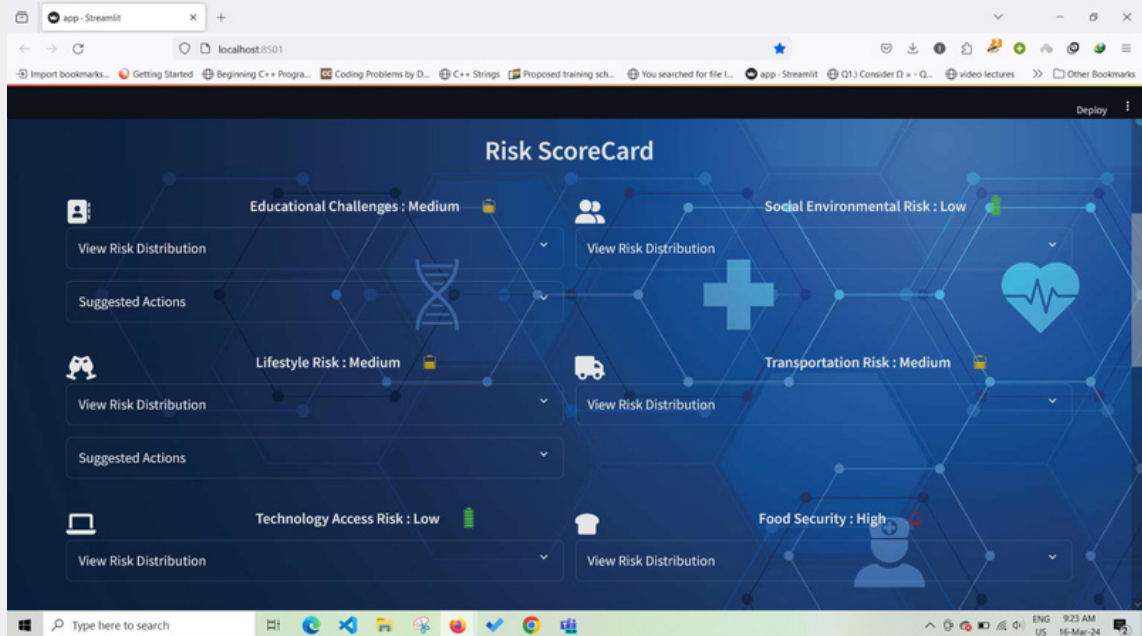 app · Streamlit
localhost:8501
Import bookmarks...
Getting Started
Beginning C++ Progra...
Coding Problems by D...
C++ Strings
Proposed training sch...
You searched for file l...
app · Streamlit
Q1.) Consider Ω = - Q...
video lectures
Other Bookmarks
Deploy
Risk ScoreCard
Educational Challenges : Medium
Social Environmental Risk : Low
View Risk Distribution
View Risk Distribution
Suggested Actions
Lifestyle Risk : Medium
Transportation Risk : Medium
View Risk Distribution
View Risk Distribution
Suggested Actions
Technology Access Risk : Low
Food Security : High
View Risk Distribution
View Risk Distribution
Type here to search
ENG
US
9:23 AM
16-Mar-24
2